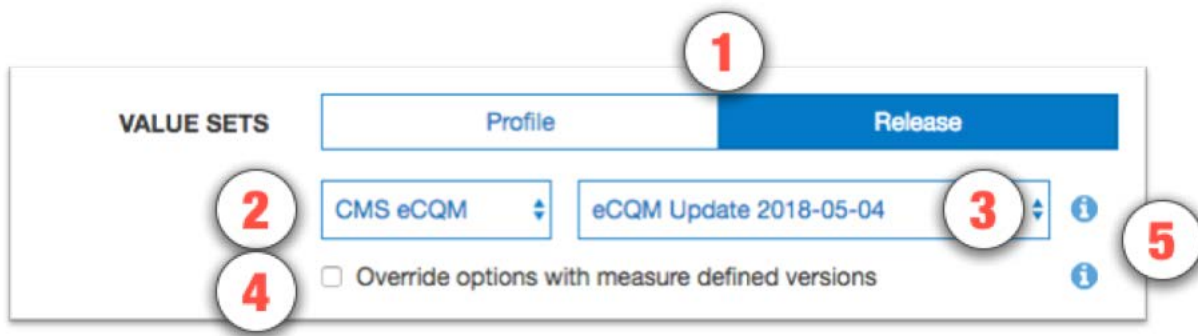 1
VALUE SETS Profile Release
2 CMS eCQM eCQM Update 2018-05-04 3 i
5
4 Override options with measure defined versions i